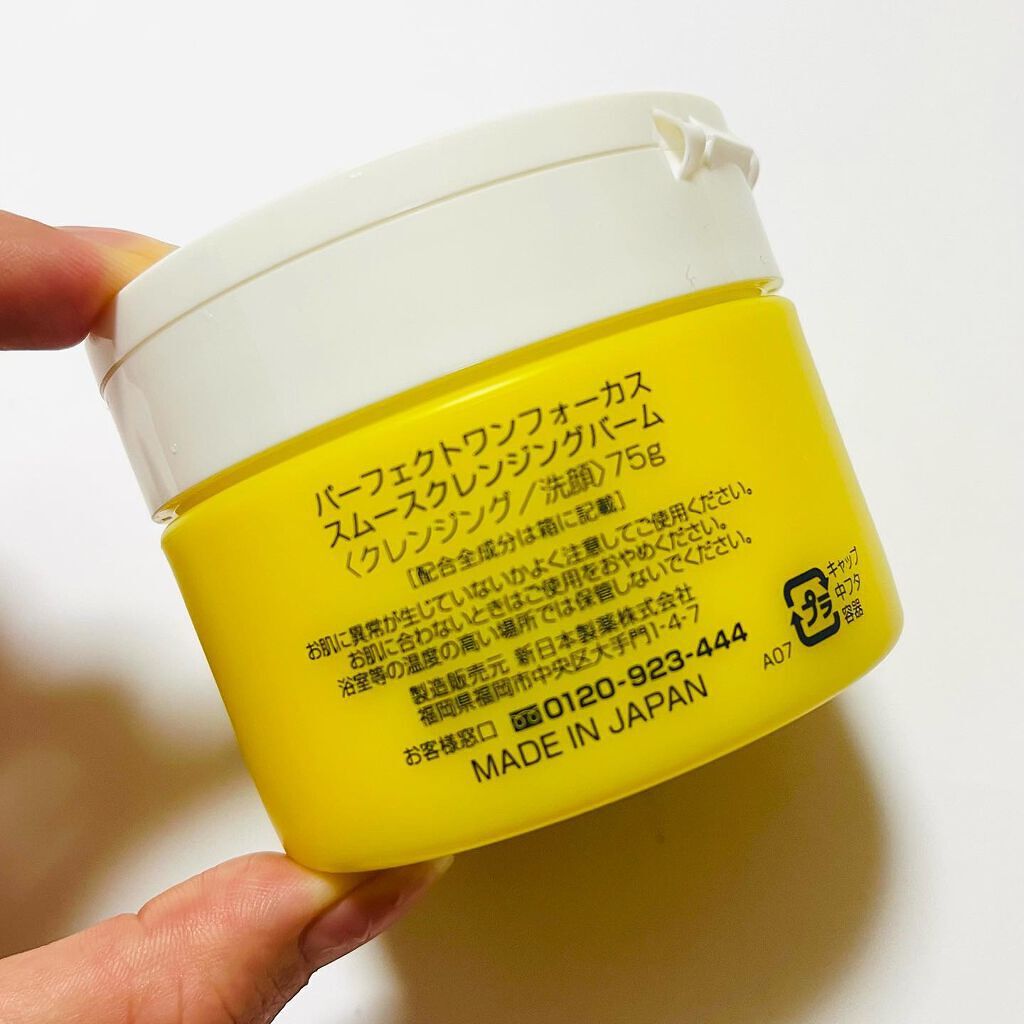 パーフェクトワンフォーカス
スムースクレンジングバーム
〈クレンジング/洗顔〉75g
[配合全成分は箱に記載]
お肌に異常が生じていないかよく注意してご使用ください。
お肌に合わないときはご使用をおやめください。
浴室等の温度の高い場所では保管しないでください。
製造販売元 新日本製薬株式会社
福岡県福岡市中央区大手門1-4-7
お客様窓口 0120-923-444
MADE IN JAPAN
A07
プラ
キャップ
中フタ
容器